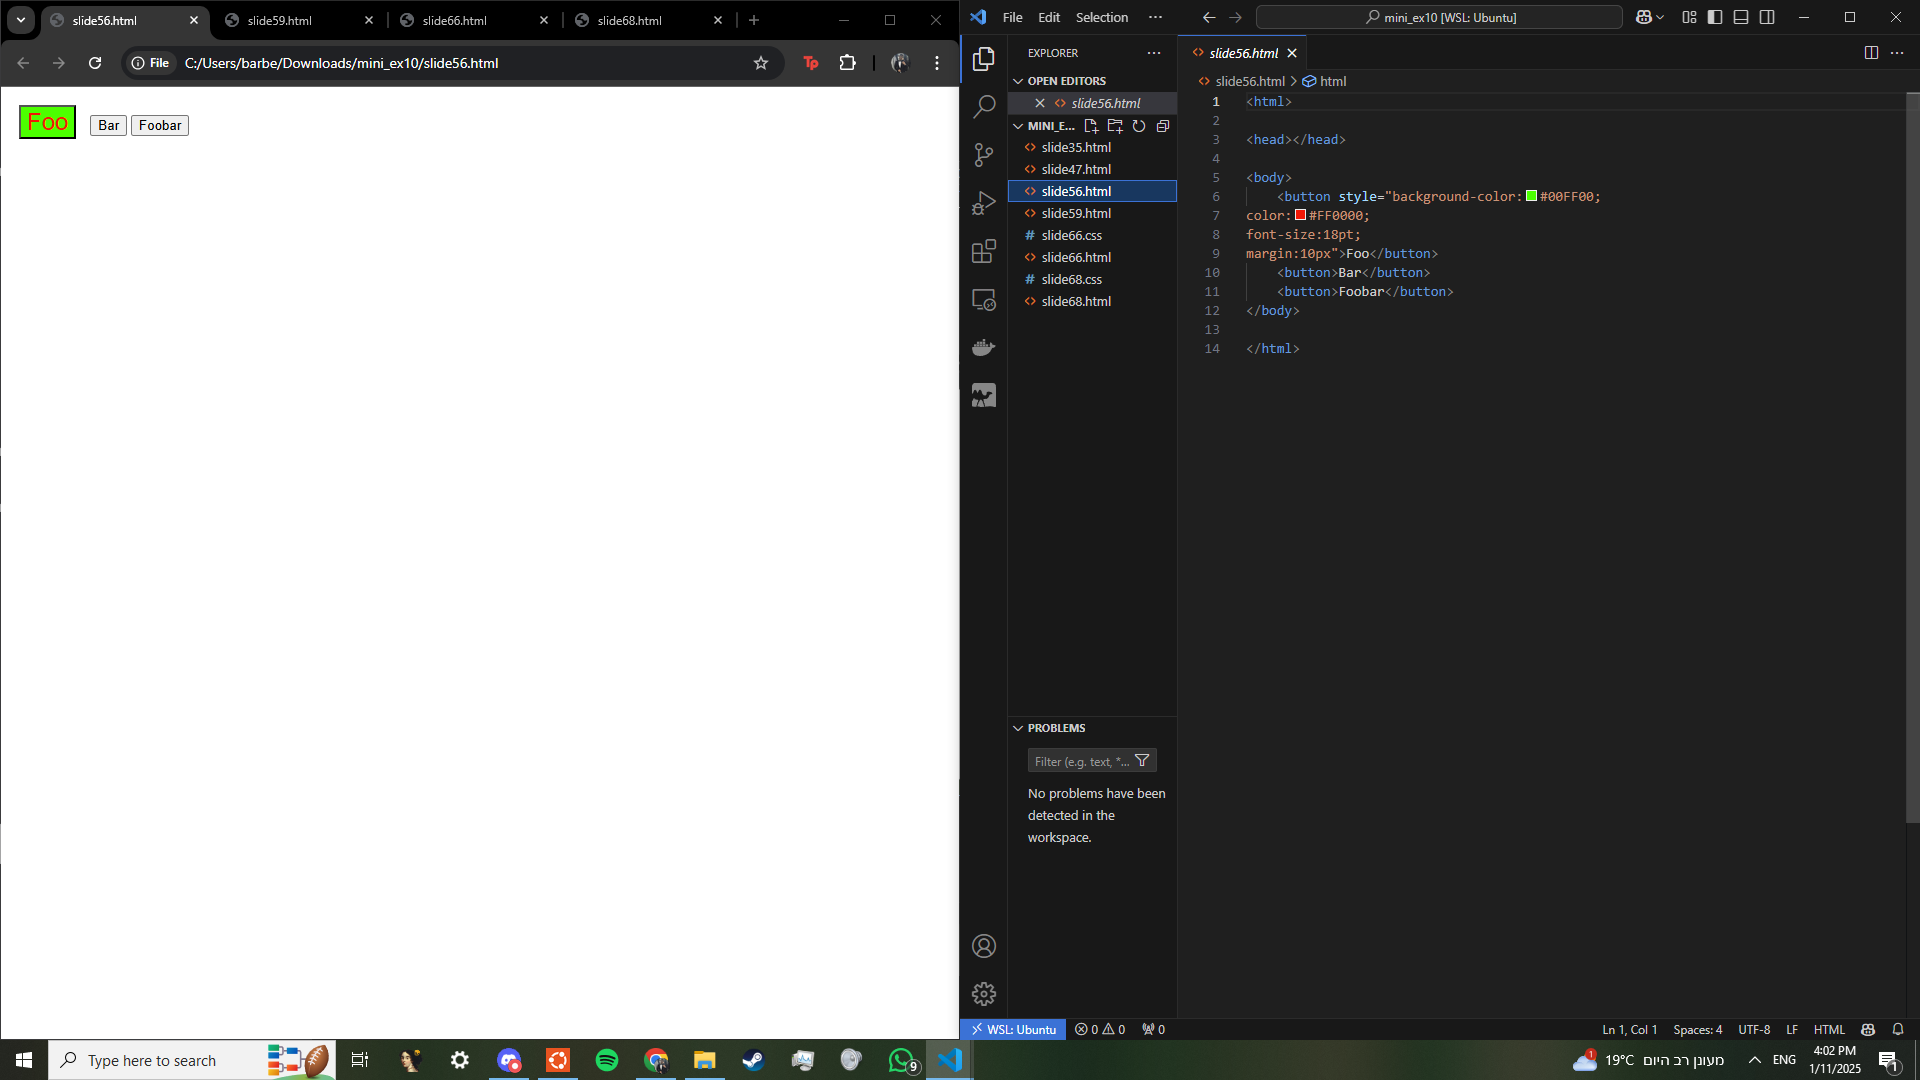 slide56.html
slide59.html
slide66.html
slide68.html
File
C:/Users/barbe/Downloads/mini_ex10/slide56.html
Tp
Foo
Bar
Foobar
File Edit Selection
mini_ex10 [WSL: Ubuntu]
EXPLORER
OPEN EDITORS
slide56.html
MINI_E...
slide35.html
slide47.html
slide56.html
slide59.html
slide66.css
slide66.html
slide68.css
slide68.html
PROBLEMS
Filter (e.g. text, *...
No problems have been
detected in the
workspace.
slide56.html
slide56.html > html
1 <html>
2
3 <head></head>
4
5 <body>
6 <button style="background-color:#00FF00;
7 color:#FF0000;
8 font-size:18pt;
9 margin:10px">Foo</button>
10 <button>Bar</button>
11 <button>Foobar</button>
12 </body>
13
14 </html>
WSL: Ubuntu 0 0 0
Ln 1, Col 1 Spaces: 4 UTF-8 LF HTML
Type here to search
9
1
19°C מעונן רב היום
ENG
4:02 PM
1/11/2025
1